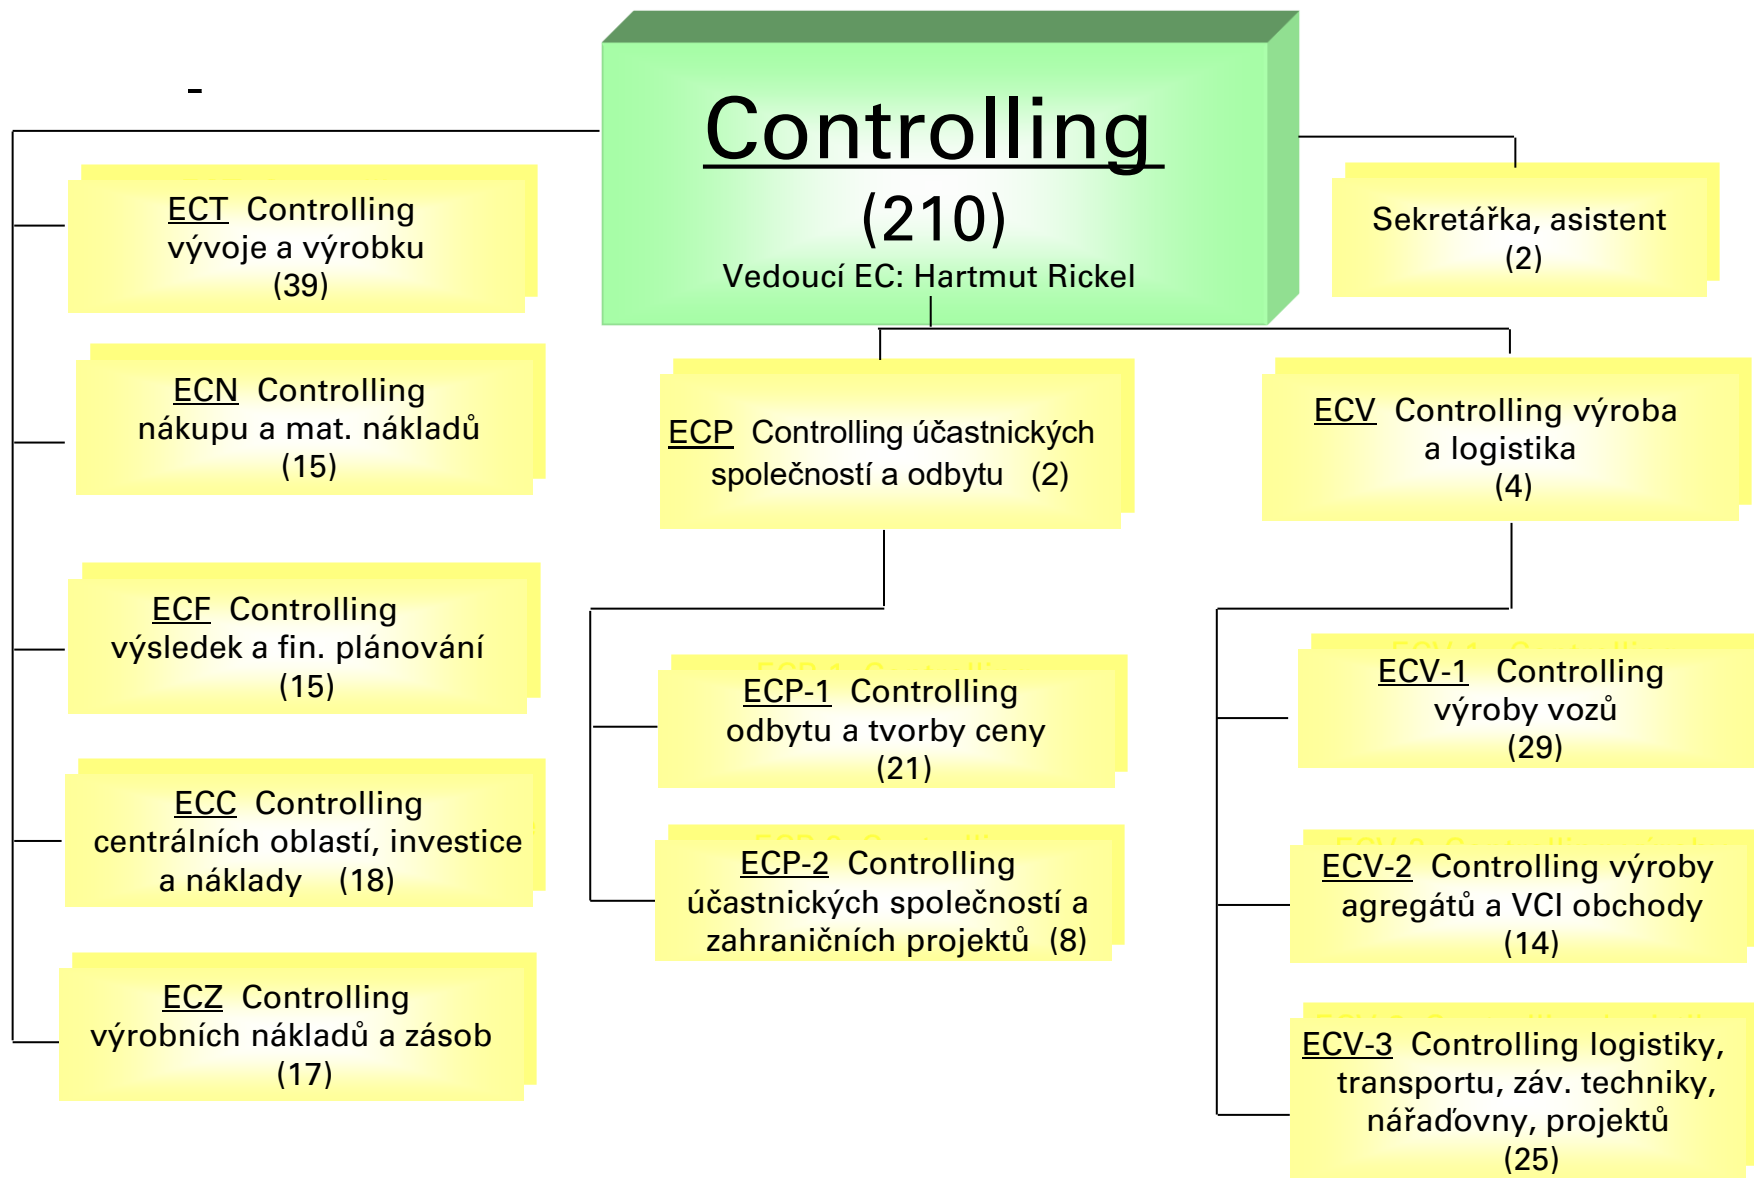 -
Controlling
(210)
Vedoucí EC: Hartmut Rickel
Sekretářka, asistent
(2)
ECT Controlling
vývoje a výrobku
(39)
ECN Controlling
nákupu a mat. nákladů
(15)
ECF Controlling
výsledek a fin. plánování
(15)
ECC Controlling
centrálních oblastí, investice
a náklady (18)
ECZ Controlling
výrobních nákladů a zásob
(17)
ECP Controlling účastnických
společností a odbytu (2)
ECP-1 Controlling
odbytu a tvorby ceny
(21)
ECP-2 Controlling
účastnických společností a
zahraničních projektů (8)
ECV Controlling výroba
a logistika
(4)
ECV-1 Controlling
výroby vozů
(29)
ECV-2 Controlling výroby
agregátů a VCI obchody
(14)
ECV-3 Controlling logistiky,
transportu, záv. techniky,
nářaďovny, projektů
(25)